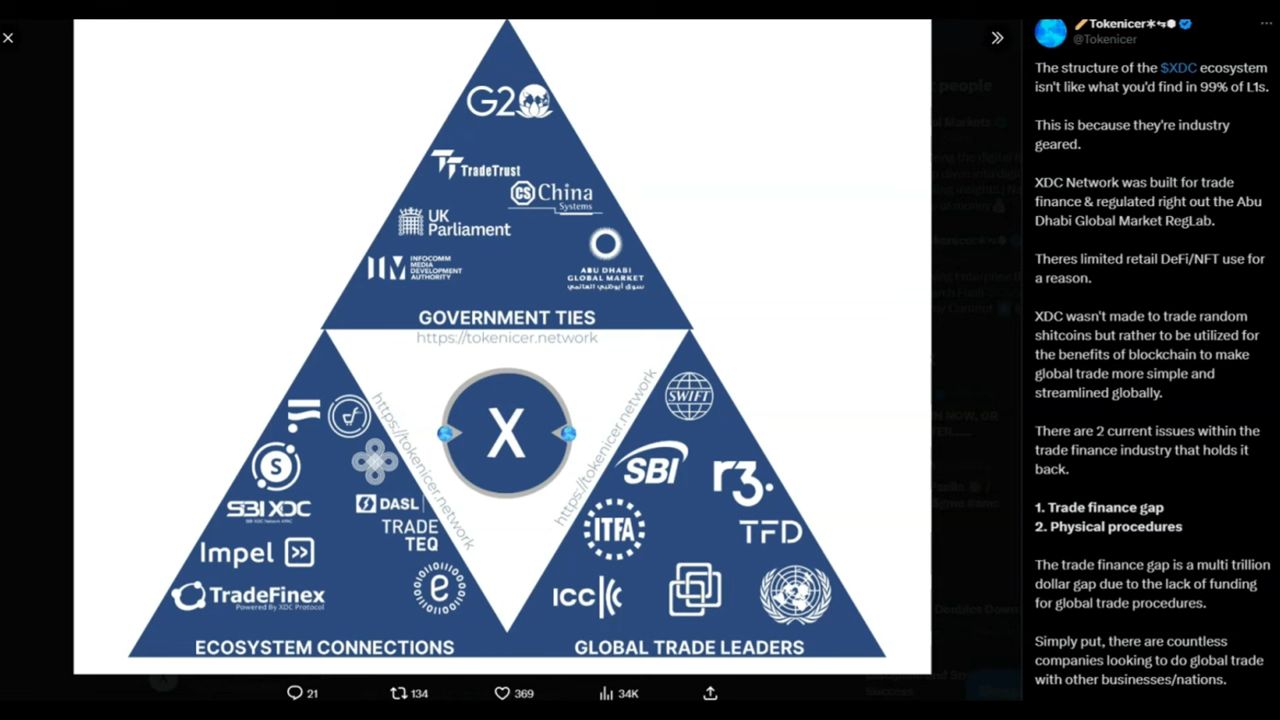 G20
TradeTrust
CS China
Systems
UK
Parliament
INFOCOMM
MEDIA
DEVELOPMENT
AUTHORITY
ABU DHABI
GLOBAL MARKET
سوق أبوظبي العالمي
GOVERNMENT TIES
https://tokenicer.network
https://tokenicer.network
https://tokenicer.network
X
S
SBI XDC
SBI XDC Network APAC
DASL
TRADE
TEQ
Impel
TradeFinex
Powered By XDC Protocol
e
ECOSYSTEM CONNECTIONS
SWIFT
SBI
r3.
ITFA
TFD
ICC
GLOBAL TRADE LEADERS
21
134
369
34K
Tokenicer
@Tokenicer
The structure of the $XDC ecosystem
isn't like what you'd find in 99% of L1s.
This is because they're industry
geared.
XDC Network was built for trade
finance & regulated right out the Abu
Dhabi Global Market RegLab.
Theres limited retail DeFi/NFT use for
a reason.
XDC wasn't made to trade random
shitcoins but rather to be utilized for
the benefits of blockchain to make
global trade more simple and
streamlined globally.
There are 2 current issues within the
trade finance industry that holds it
back.
1. Trade finance gap
2. Physical procedures
The trade finance gap is a multi trillion
dollar gap due to the lack of funding
for global trade procedures.
Simply put, there are countless
companies looking to do global trade
with other businesses/nations.